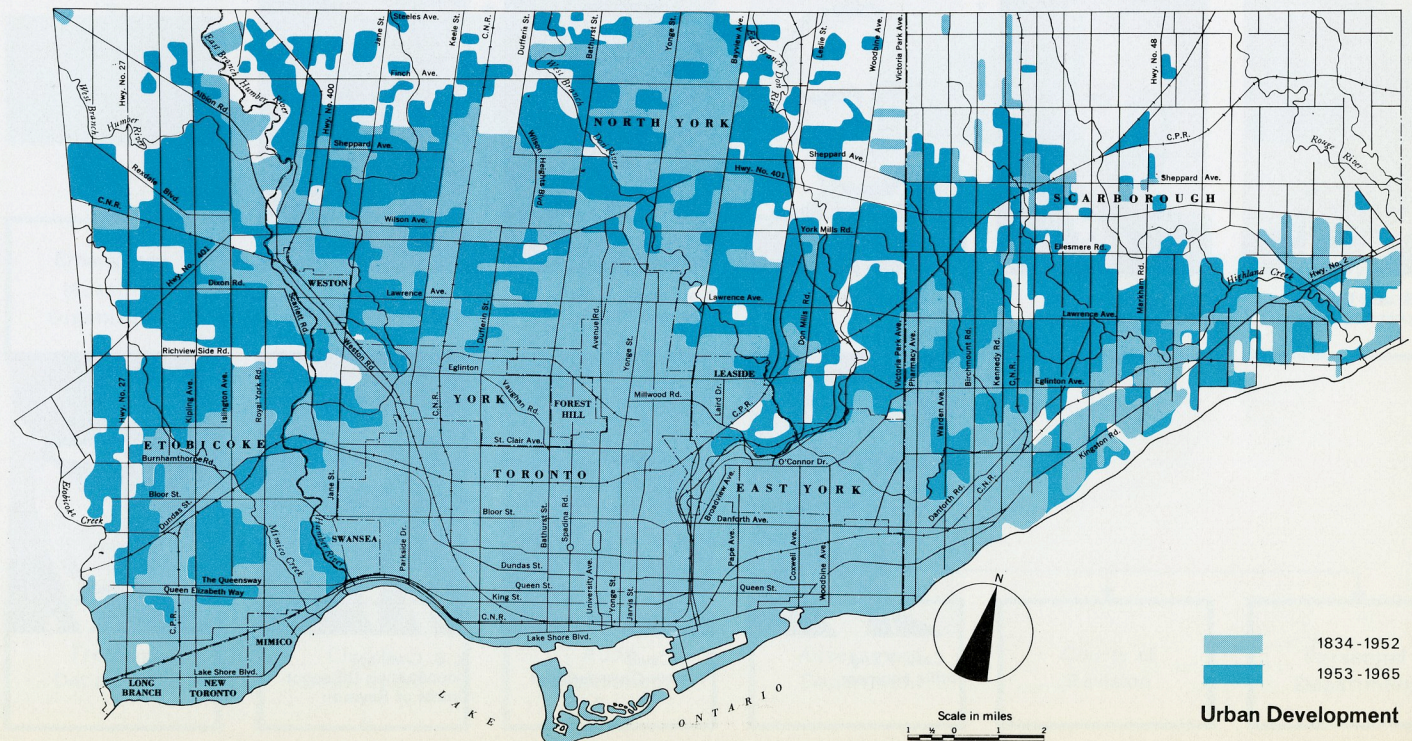 Steeles Ave.
Jane St.
Keele St.
C.N.R.
Dufferin St.
Bathurst St.
Yonge St.
Bayview Ave.
East Branch Don River
Leslie St.
Woodbine Ave.
Victoria Park Ave.
Hwy. No. 48
East Branch Humber River
West Branch Humber River
Hwy. No. 27
Albion Rd.
Hwy. No. 400
Finch Ave.
West Branch Don River
NORTH YORK
C.P.R.
Rouge River
Sheppard Ave.
Wilson Heights Blvd
Sheppard Ave.
Hwy. No. 401
Sheppard Ave.
Rexdale Blvd.
C.N.R.
SCARBOROUGH
Wilson Ave.
York Mills Rd.
Ellesmere Rd.
Hwy. No. 401
Hwy. No. 2
Highland Creek
Markham Rd.
Dixon Rd.
WESTON
Scarlett Rd.
Lawrence Ave.
Lawrence Ave.
Lawrence Ave.
Dufferin St.
Avenue Rd.
Yonge St.
Don Mills Rd.
Weston Rd.
Victoria Park Ave.
Pharmacy Ave.
Birchmount Rd.
Kennedy Rd.
C.N.R.
Richview Side Rd.
Eglinton
LEASIDE
Eglinton Ave.
Hwy. No. 27
Kipling Ave.
Islington Ave.
Royal York Rd.
C.N.R.
YORK
Vaughan Rd.
FOREST
HILL
Millwood Rd.
Laird Dr.
C.P.R.
Warden Ave.
ETOBICOKE
St. Clair Ave.
Kingston Rd.
Burnhamthorpe Rd.
TORONTO
O'Connor Dr.
Etobicoke Creek
Bloor St.
Dundas St.
Jane St.
Bathurst St.
Spadina Rd.
Broadview Ave.
EAST YORK
Danforth Rd.
C.N.R.
Bloor St.
Danforth Ave.
Mimico Creek
Humber River
SWANSEA
Parkside Dr.
Pape Ave.
Coxwell Ave.
Woodbine Ave.
Dundas St.
The Queensway
Queen Elizabeth Way
Queen St.
Queen St.
University Ave.
Yonge St.
Jarvis St.
King St.
C.P.R.
C.N.R.
N
MIMICO
Lake Shore Blvd.
Lake Shore Blvd.
LONG
BRANCH
NEW
TORONTO
LAKE ONTARIO
1834-1952
1953-1965
Urban Development
Scale in miles
1 ½ 0 1 2